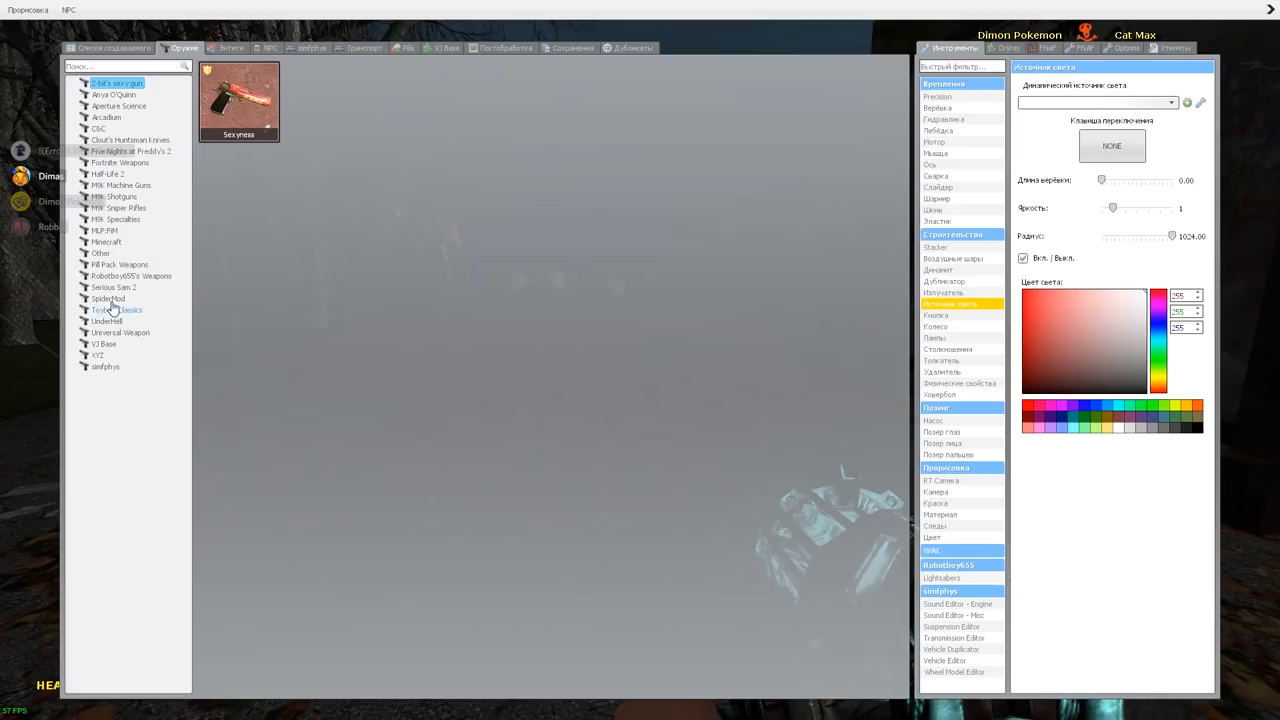 Прорисовка NPC
Dimon Pokemon Cat Max
Списки создаваемого Оружие Энтети NPC simfphys Транспорт Pills VJ Base Постобработка Сохранения Дубликаты
Инструменты DrVrej FNaF FNAF Options Утилиты
Поиск...
2-bit's sexy gun
Anya O'Quinn
Aperture Science
Arcadium
C&C
Clout's Huntsman Knives
Five Nights at Freddy's 2
Fortnite Weapons
Half-Life 2
M9K Machine Guns
M9K Shotguns
M9K Sniper Rifles
M9K Specialties
MLP:FiM
Minecraft
Other
Pill Pack Weapons
Robotboy655's Weapons
Serious Sam 2
SpiderMod
Classics
UnderHell
Universal Weapon
VJ Base
XYZ
simfphys
!(Erro
Dimas
Dimo
Robb
Sexyness
Быстрый фильтр...
Крепления
Precision
Верёвка
Гидравлика
Лебёдка
Мотор
Мышца
Ось
Сварка
Слайдер
Шарнир
Шкив
Эластик
Строительство
Stacker
Воздушные шары
Динамит
Дубликатор
Излучатель
Источник света
Кнопка
Колесо
Лампы
Столкновения
Толкатель
Удалитель
Физические свойства
Ховербол
Позинг
Насос
Позер глаз
Позер лица
Позер пальцев
Прорисовка
RT Camera
Камера
Краска
Материал
Следы
Цвет
WAC
Robotboy655
Lightsabers
simfphys
Sound Editor - Engine
Sound Editor - Misc
Suspension Editor
Transmission Editor
Vehicle Duplicator
Vehicle Editor
Wheel Model Editor
Источник света
Динамический источник света
Клавиша переключения
NONE
Длина верёвки: 0.00
Яркость: 1
Радиус: 1024.00
Вкл. / Выкл.
Цвет света:
255
255
255
HEA
57 FPS